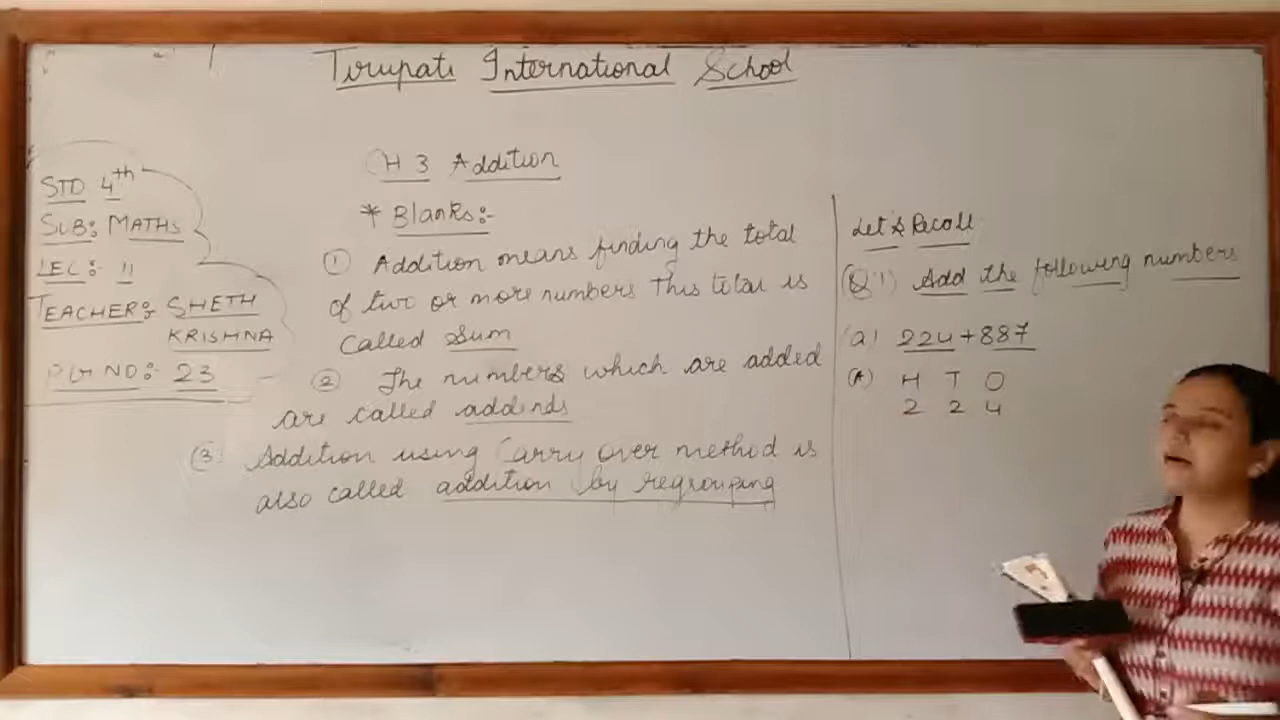 Tirupati International School
STD 4th
SUB: MATHS
LEC:- 11
TEACHER:- SHETH
KRISHNA
NO:- 23
CH 3 Addition
* Blanks:-
① Addition means finding the total
of two or more numbers This total is
called Sum
② The numbers which are added
are called addends
③ Addition using Carry over method is
also called addition by regrouping
Let's Recall
(Q 1) Add the following numbers
(a) 224 + 887
(A) H T O
2 2 4